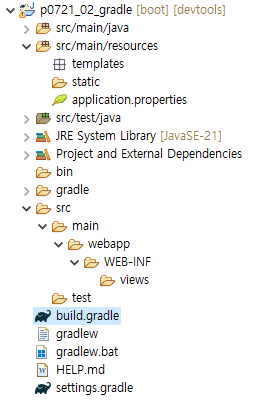 p0721_02_gradle [boot] [devtools]
src/main/java
src/main/resources
templates
static
application.properties
src/test/java
JRE System Library [JavaSE-21]
Project and External Dependencies
bin
gradle
src
main
webapp
WEB-INF
views
test
build.gradle
gradlew
gradlew.bat
HELP.md
settings.gradle